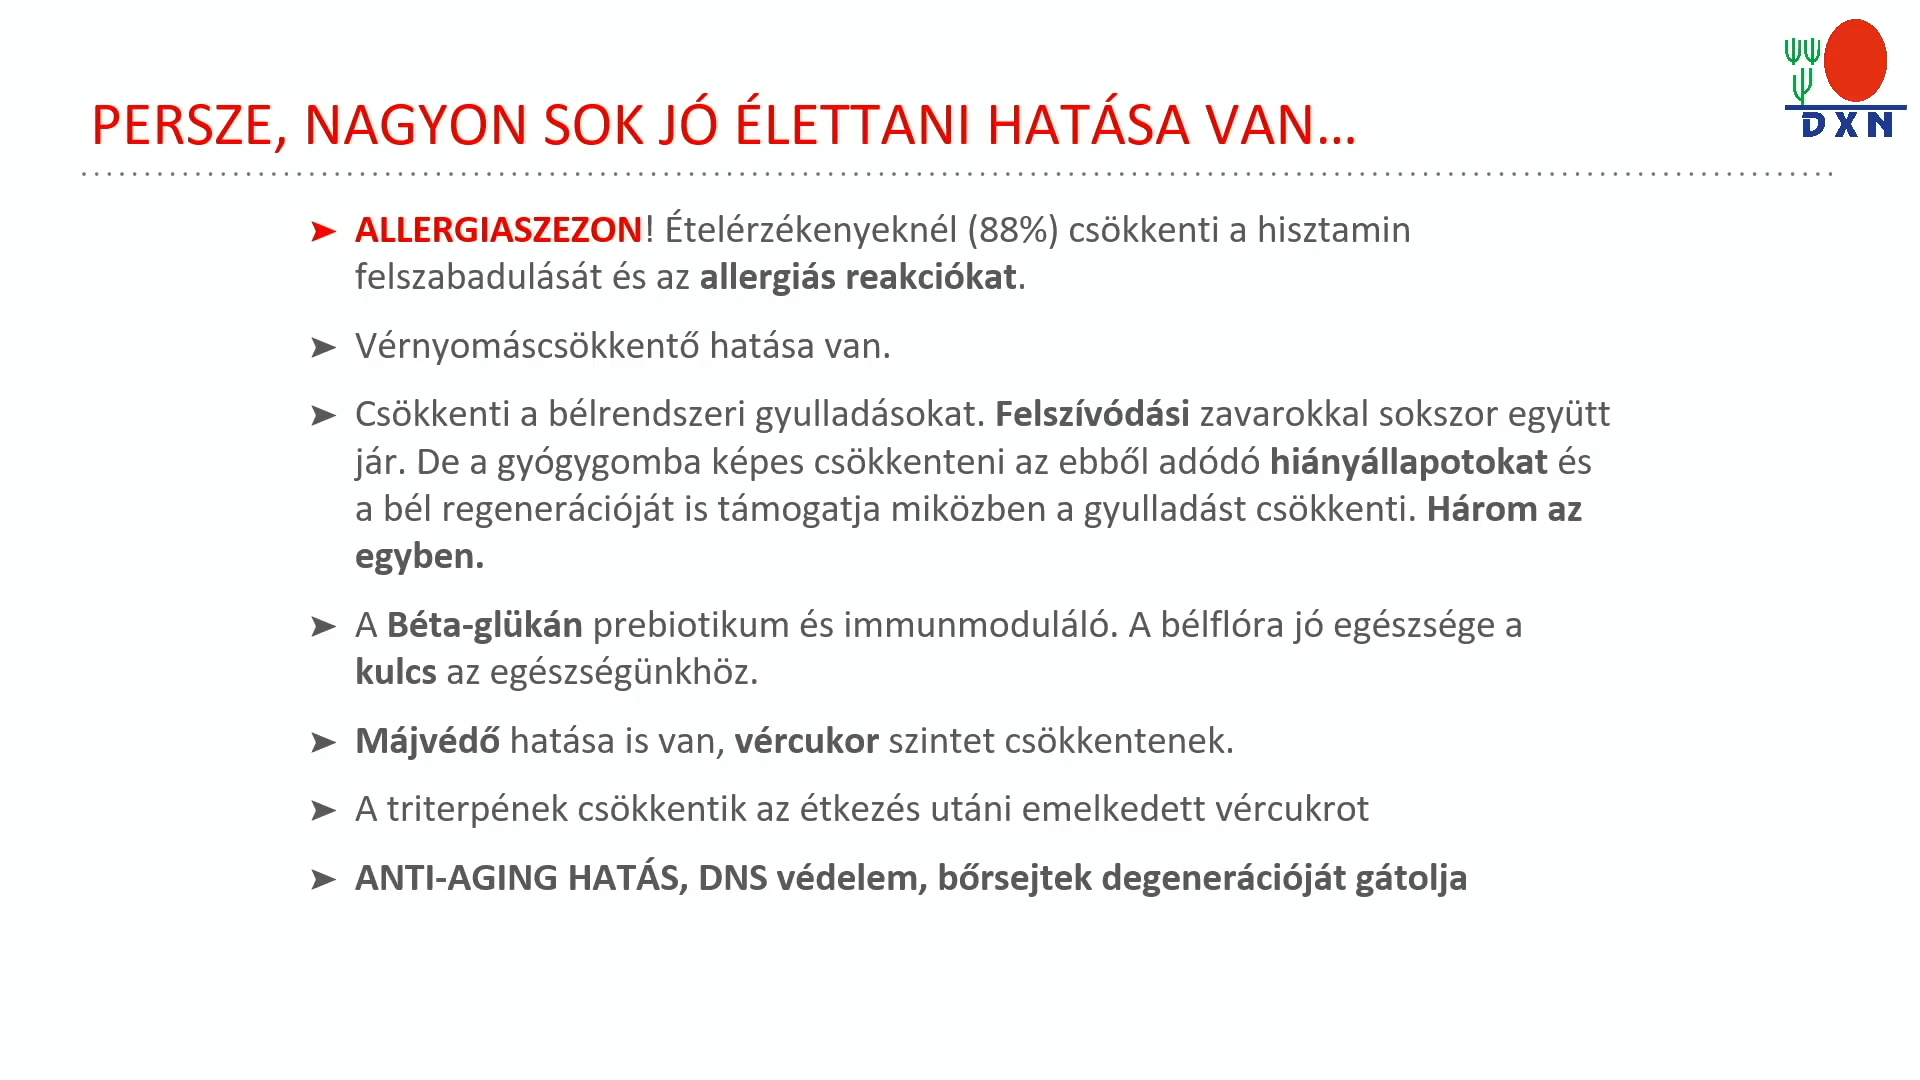 PERSZE, NAGYON SOK JÓ ÉLETTANI HATÁSA VAN...
DXN
➤ ALLERGIASZEZON! Ételérzékenyeknél (88%) csökkenti a hisztamin
felszabadulását és az allergiás reakciókat.
➤ Vérnyomáscsökkentő hatása van.
➤ Csökkenti a bélrendszeri gyulladásokat. Felszívódási zavarokkal sokszor együtt
jár. De a gyógygomba képes csökkenteni az ebből adódó hiányállapotokat és
a bél regenerációját is támogatja miközben a gyulladást csökkenti. Három az
egyben.
➤ A Béta-glükán prebiotikum és immunmoduláló. A bélflóra jó egészsége a
kulcs az egészségünkhöz.
➤ Májvédő hatása is van, vércukor szintet csökkentenek.
➤ A triterpének csökkentik az étkezés utáni emelkedett vércukrot
➤ ANTI-AGING HATÁS, DNS védelem, bőrsejtek degenerációját gátolja